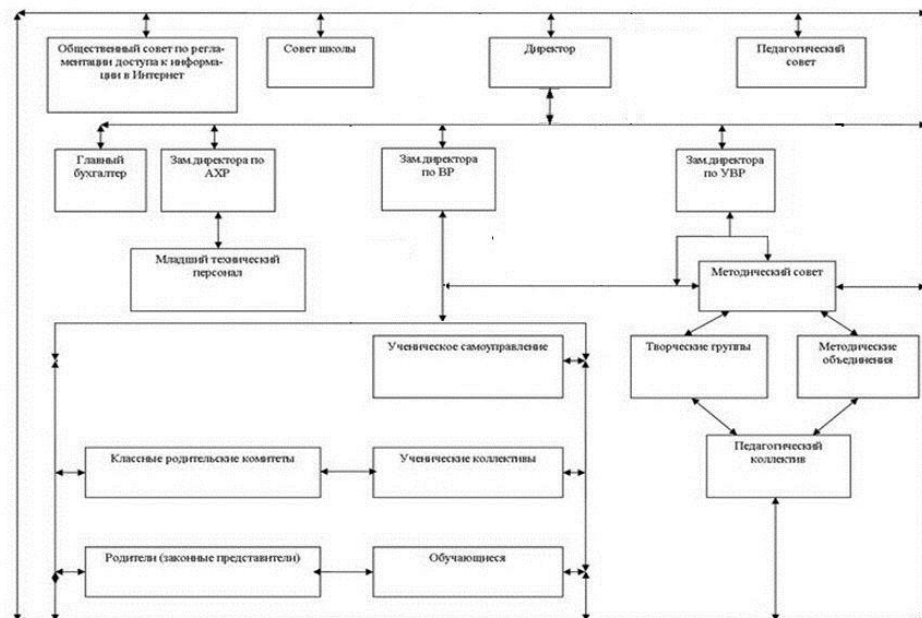 Общественный совет по регла-
ментации доступа к информа-
ции в Интернет
Совет школы
Директор
Педагогический
совет
Главный
бухгалтер
Зам.директора по
АХР
Зам.директора
по ВР
Зам.директора
по УВР
Младший технический
персонал
Методический совет
Ученическое самоуправление
Творческие группы
Методические
объединения
Классные родительские комитеты
Ученические коллективы
Педагогический
коллектив
Родители (законные представители)
Обучающиеся